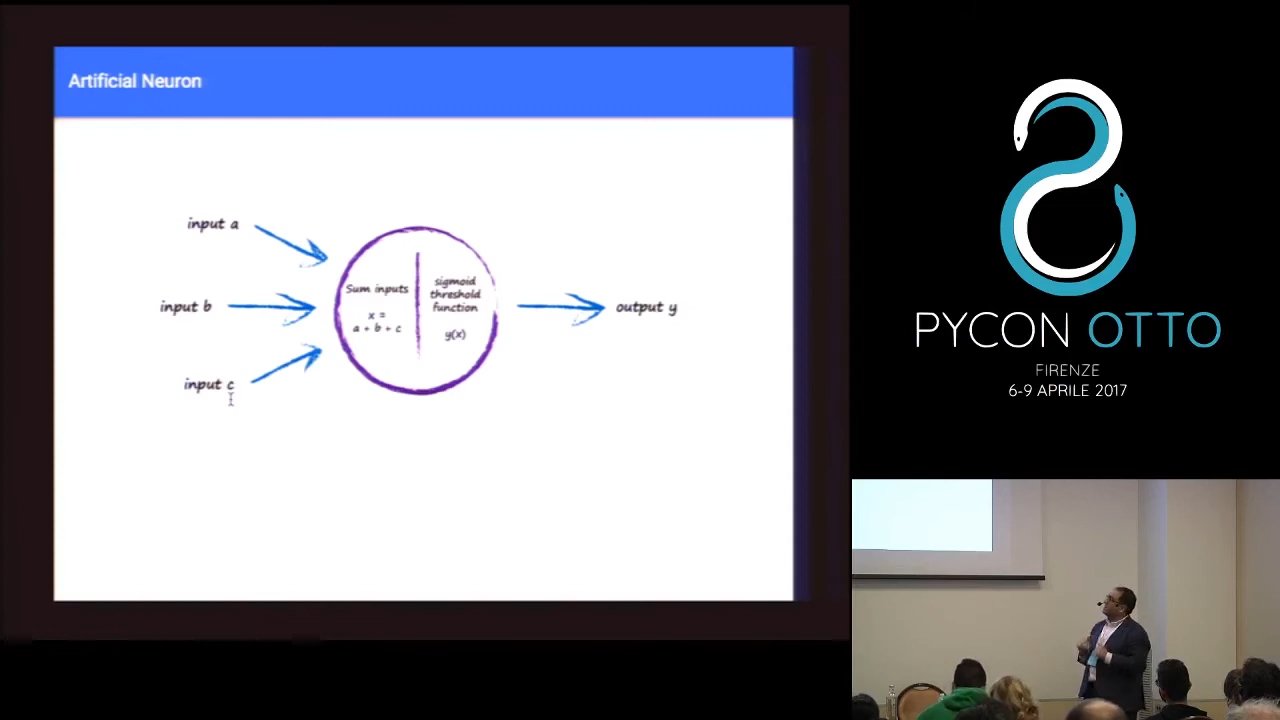 Artificial Neuron
input a
input b
input c
Sum inputs
x =
a + b + c
sigmoid
threshold
function
y(x)
output y
PYCON OTTO
FIRENZE
6-9 APRILE 2017